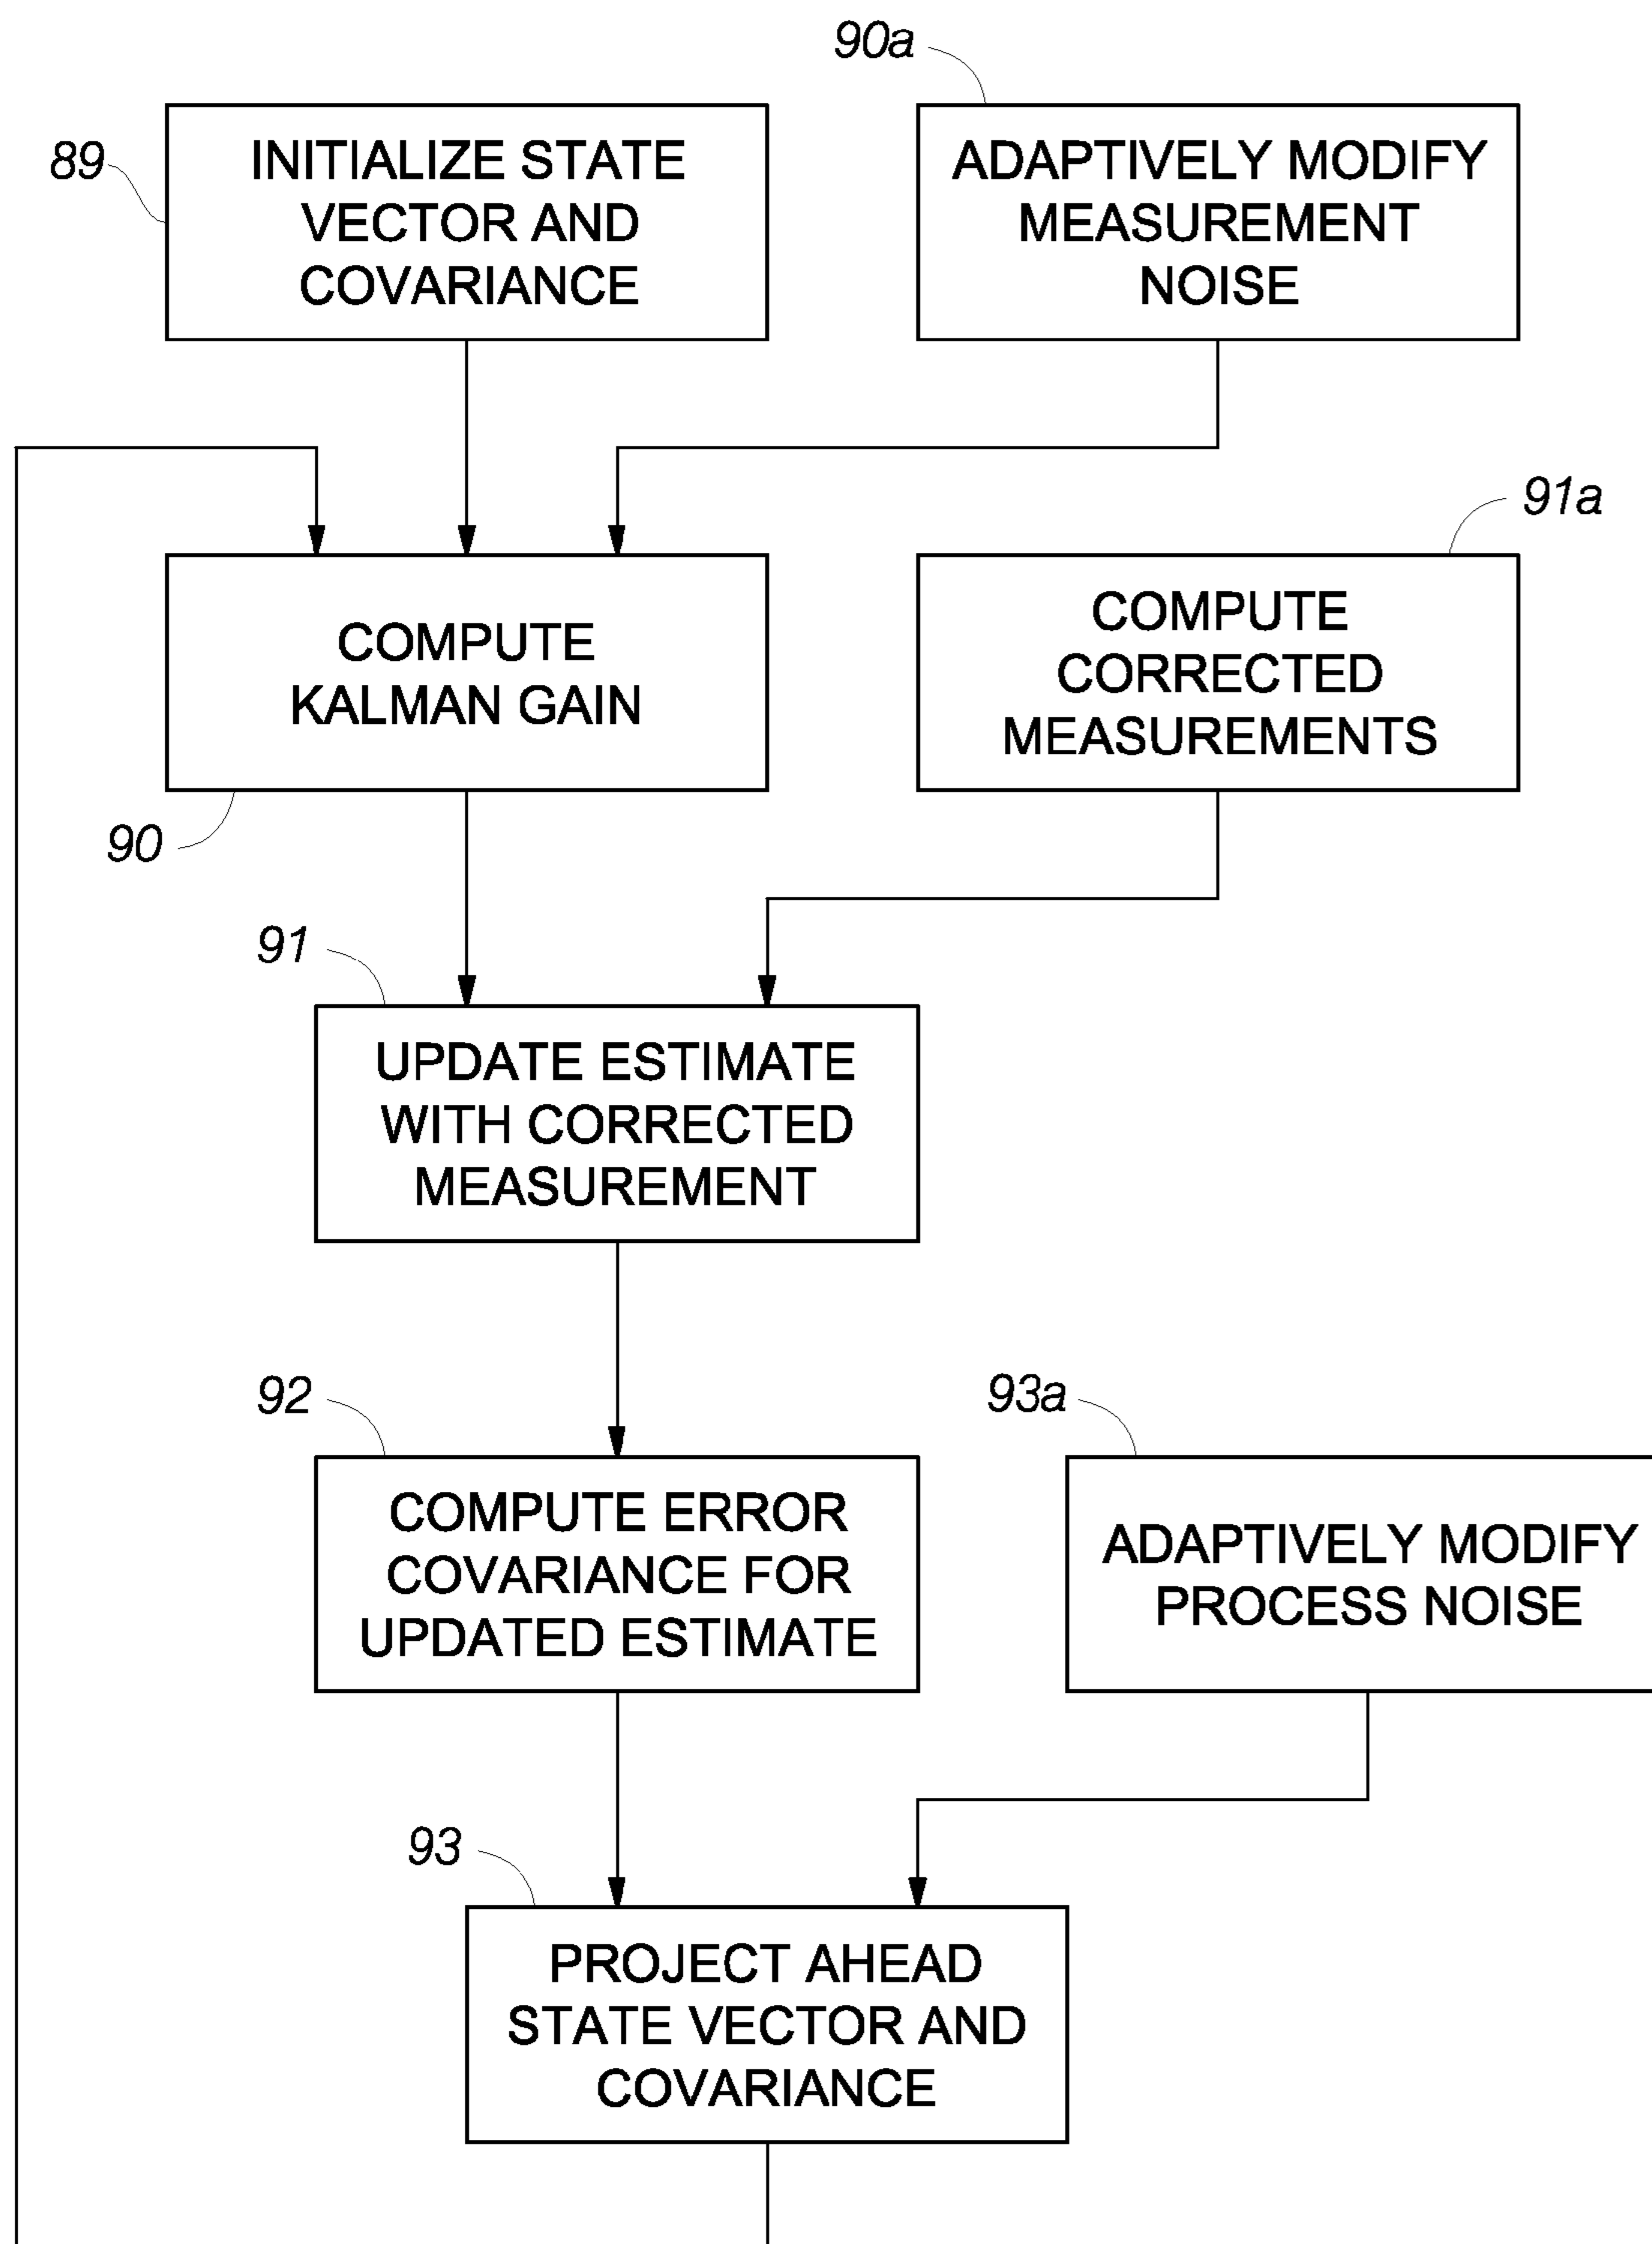 90a
89
INITIALIZE STATE
VECTOR AND
COVARIANCE
ADAPTIVELY MODIFY
MEASUREMENT
NOISE
91a
COMPUTE
KALMAN GAIN
90
COMPUTE
CORRECTED
MEASUREMENTS
91
UPDATE ESTIMATE
WITH CORRECTED
MEASUREMENT
92
COMPUTE ERROR
COVARIANCE FOR
UPDATED ESTIMATE
93a
ADAPTIVELY MODIFY
PROCESS NOISE
93
PROJECT AHEAD
STATE VECTOR AND
COVARIANCE